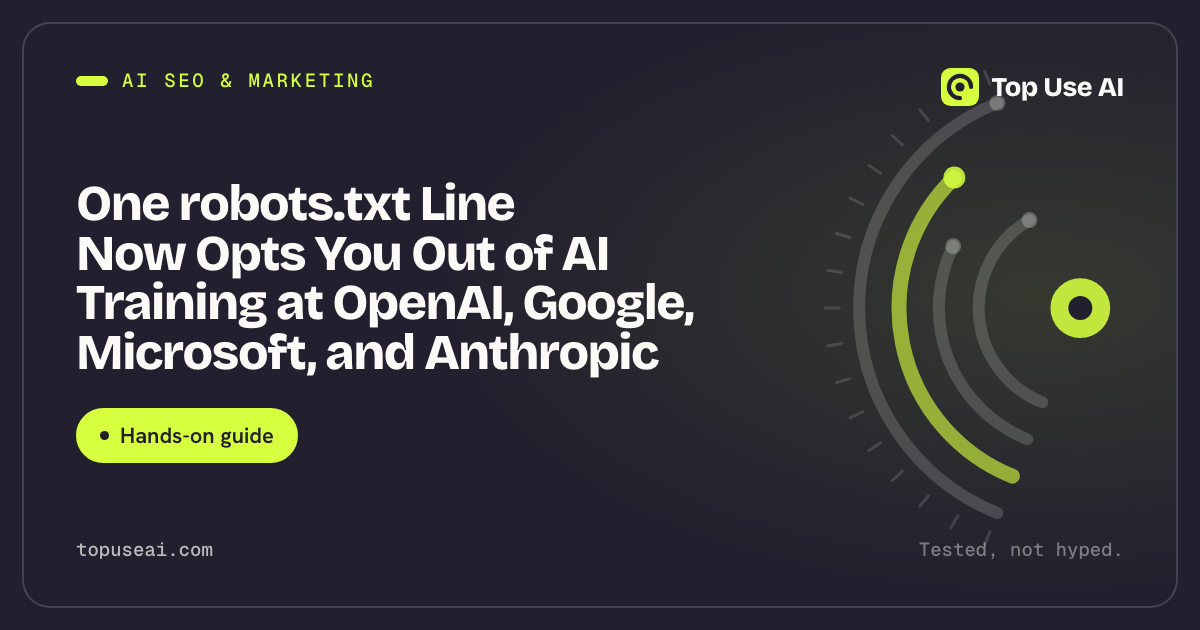 AI SEO & MARKETING
Top Use AI
One robots.txt Line
Now Opts You Out of AI
Training at OpenAI, Google,
Microsoft, and Anthropic
Hands-on guide
topuseai.com
Tested, not hyped.